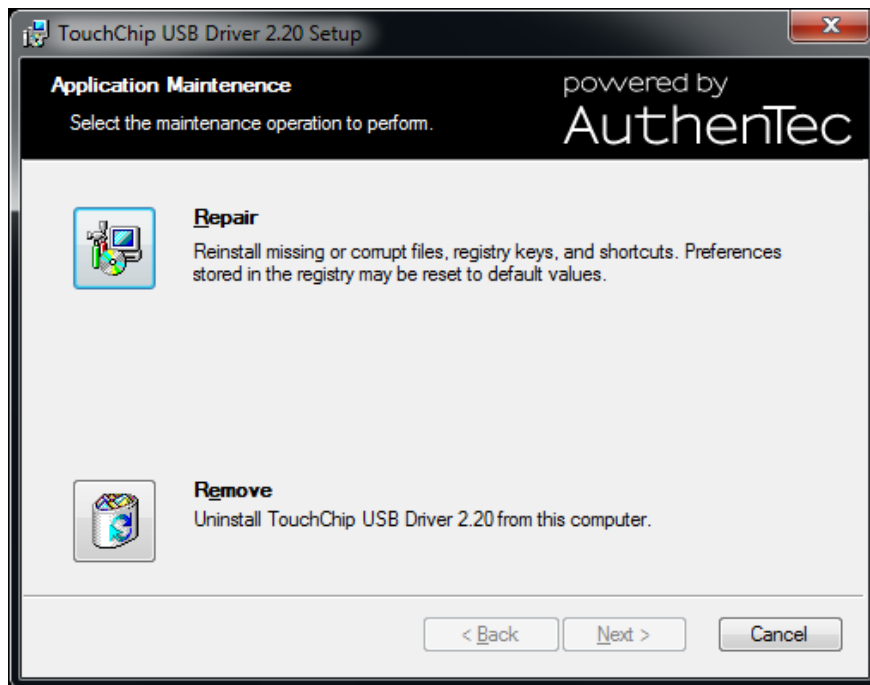 TouchChip USB Driver 2.20 Setup
Application Maintenence
Select the maintenance operation to perform.
powered by
AuthenTec
Repair
Reinstall missing or corrupt files, registry keys, and shortcuts. Preferences
stored in the registry may be reset to default values.
Remove
Uninstall TouchChip USB Driver 2.20 from this computer.
< Back
Next >
Cancel